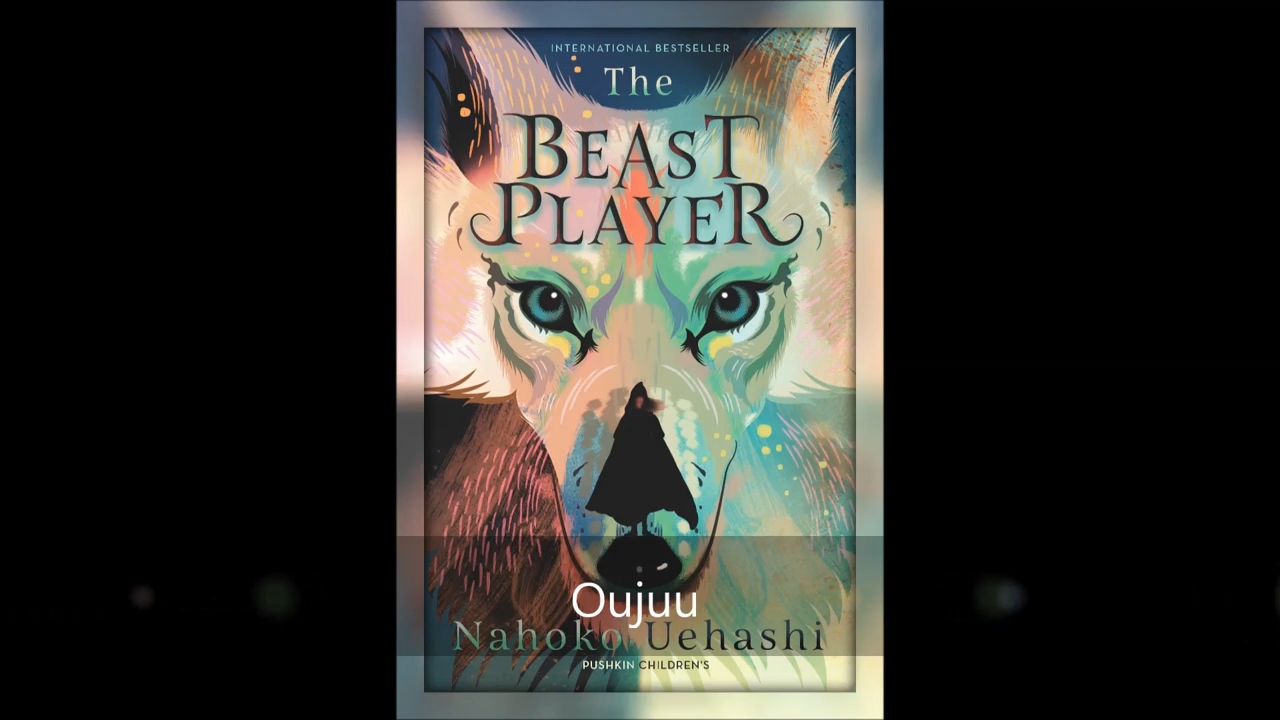 INTERNATIONAL BESTSELLER
The
BEAST
PLAYER
Oujuu
Nahoko Uehashi
PUSHKIN CHILDREN'S